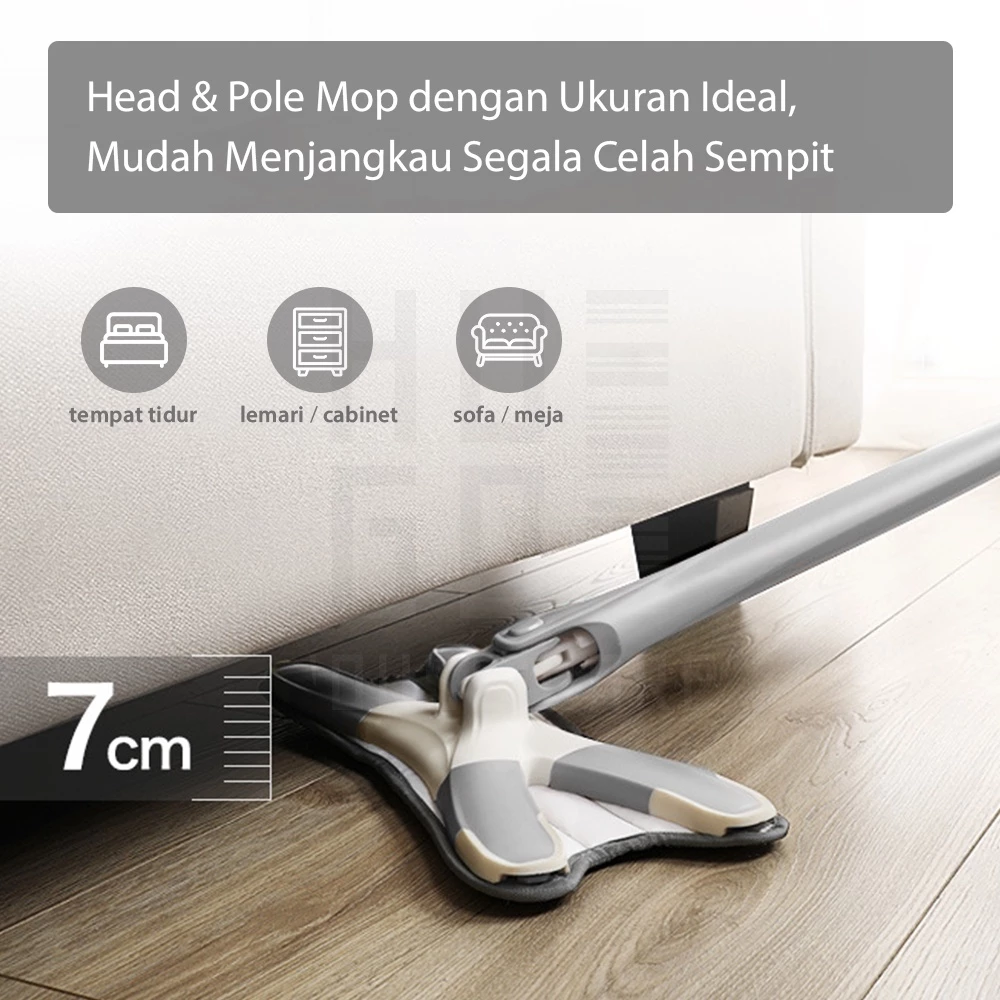 Head & Pole Mop dengan Ukuran Ideal,
Mudah Menjangkau Segala Celah Sempit
tempat tidur
lemari / cabinet
sofa / meja
7cm